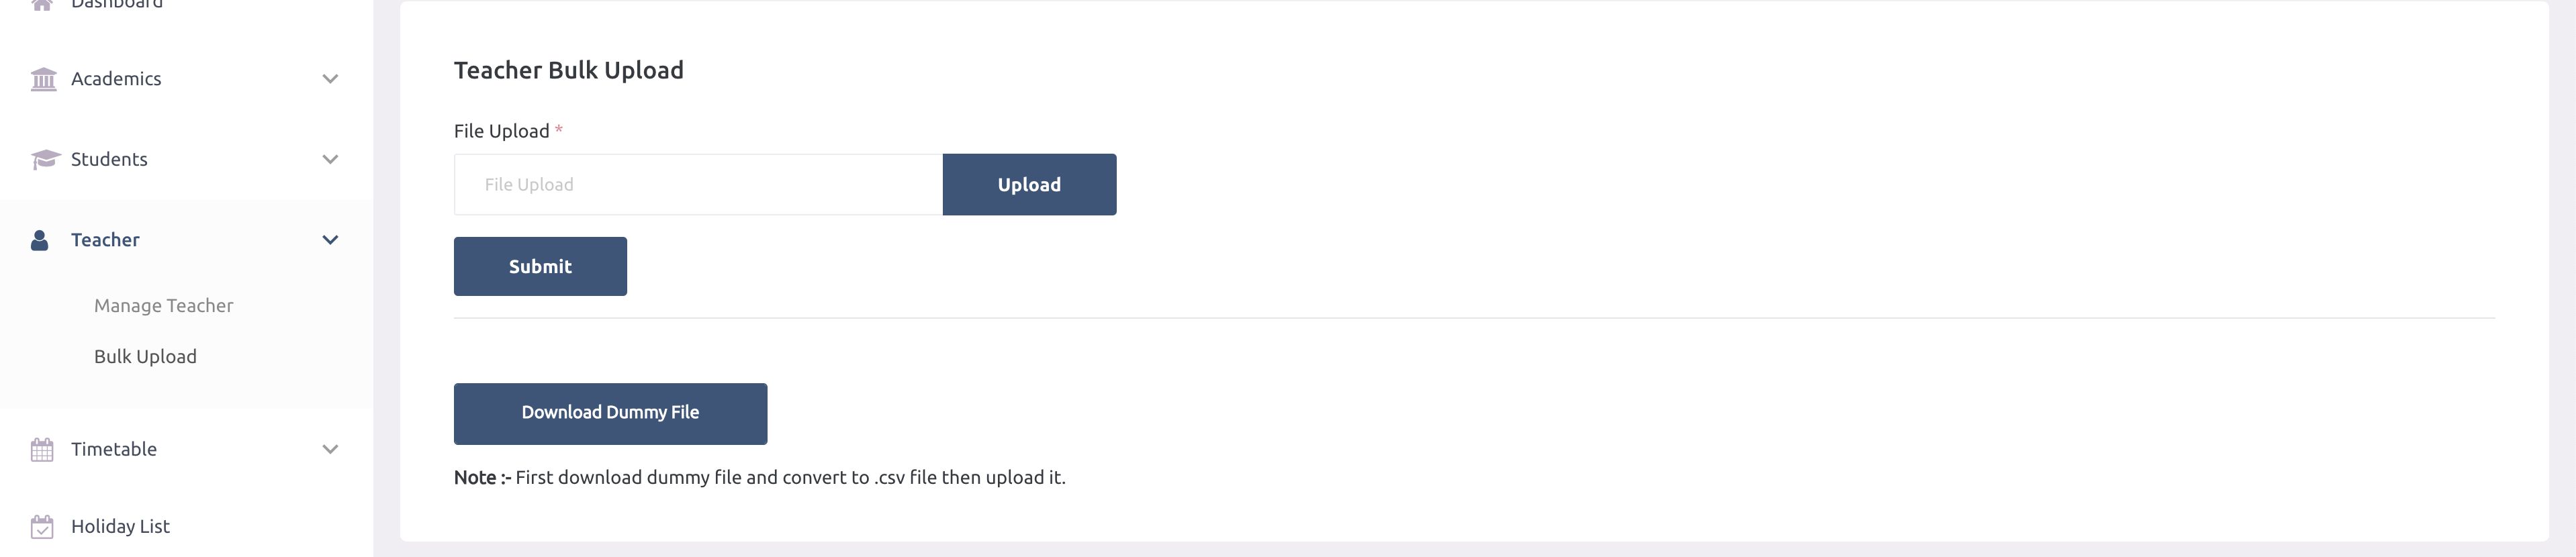 Dashboard
Academics
Students
Teacher
Manage Teacher
Bulk Upload
Timetable
Holiday List
Teacher Bulk Upload
File Upload *
File Upload
Upload
Submit
Download Dummy File
Note :- First download dummy file and convert to .csv file then upload it.